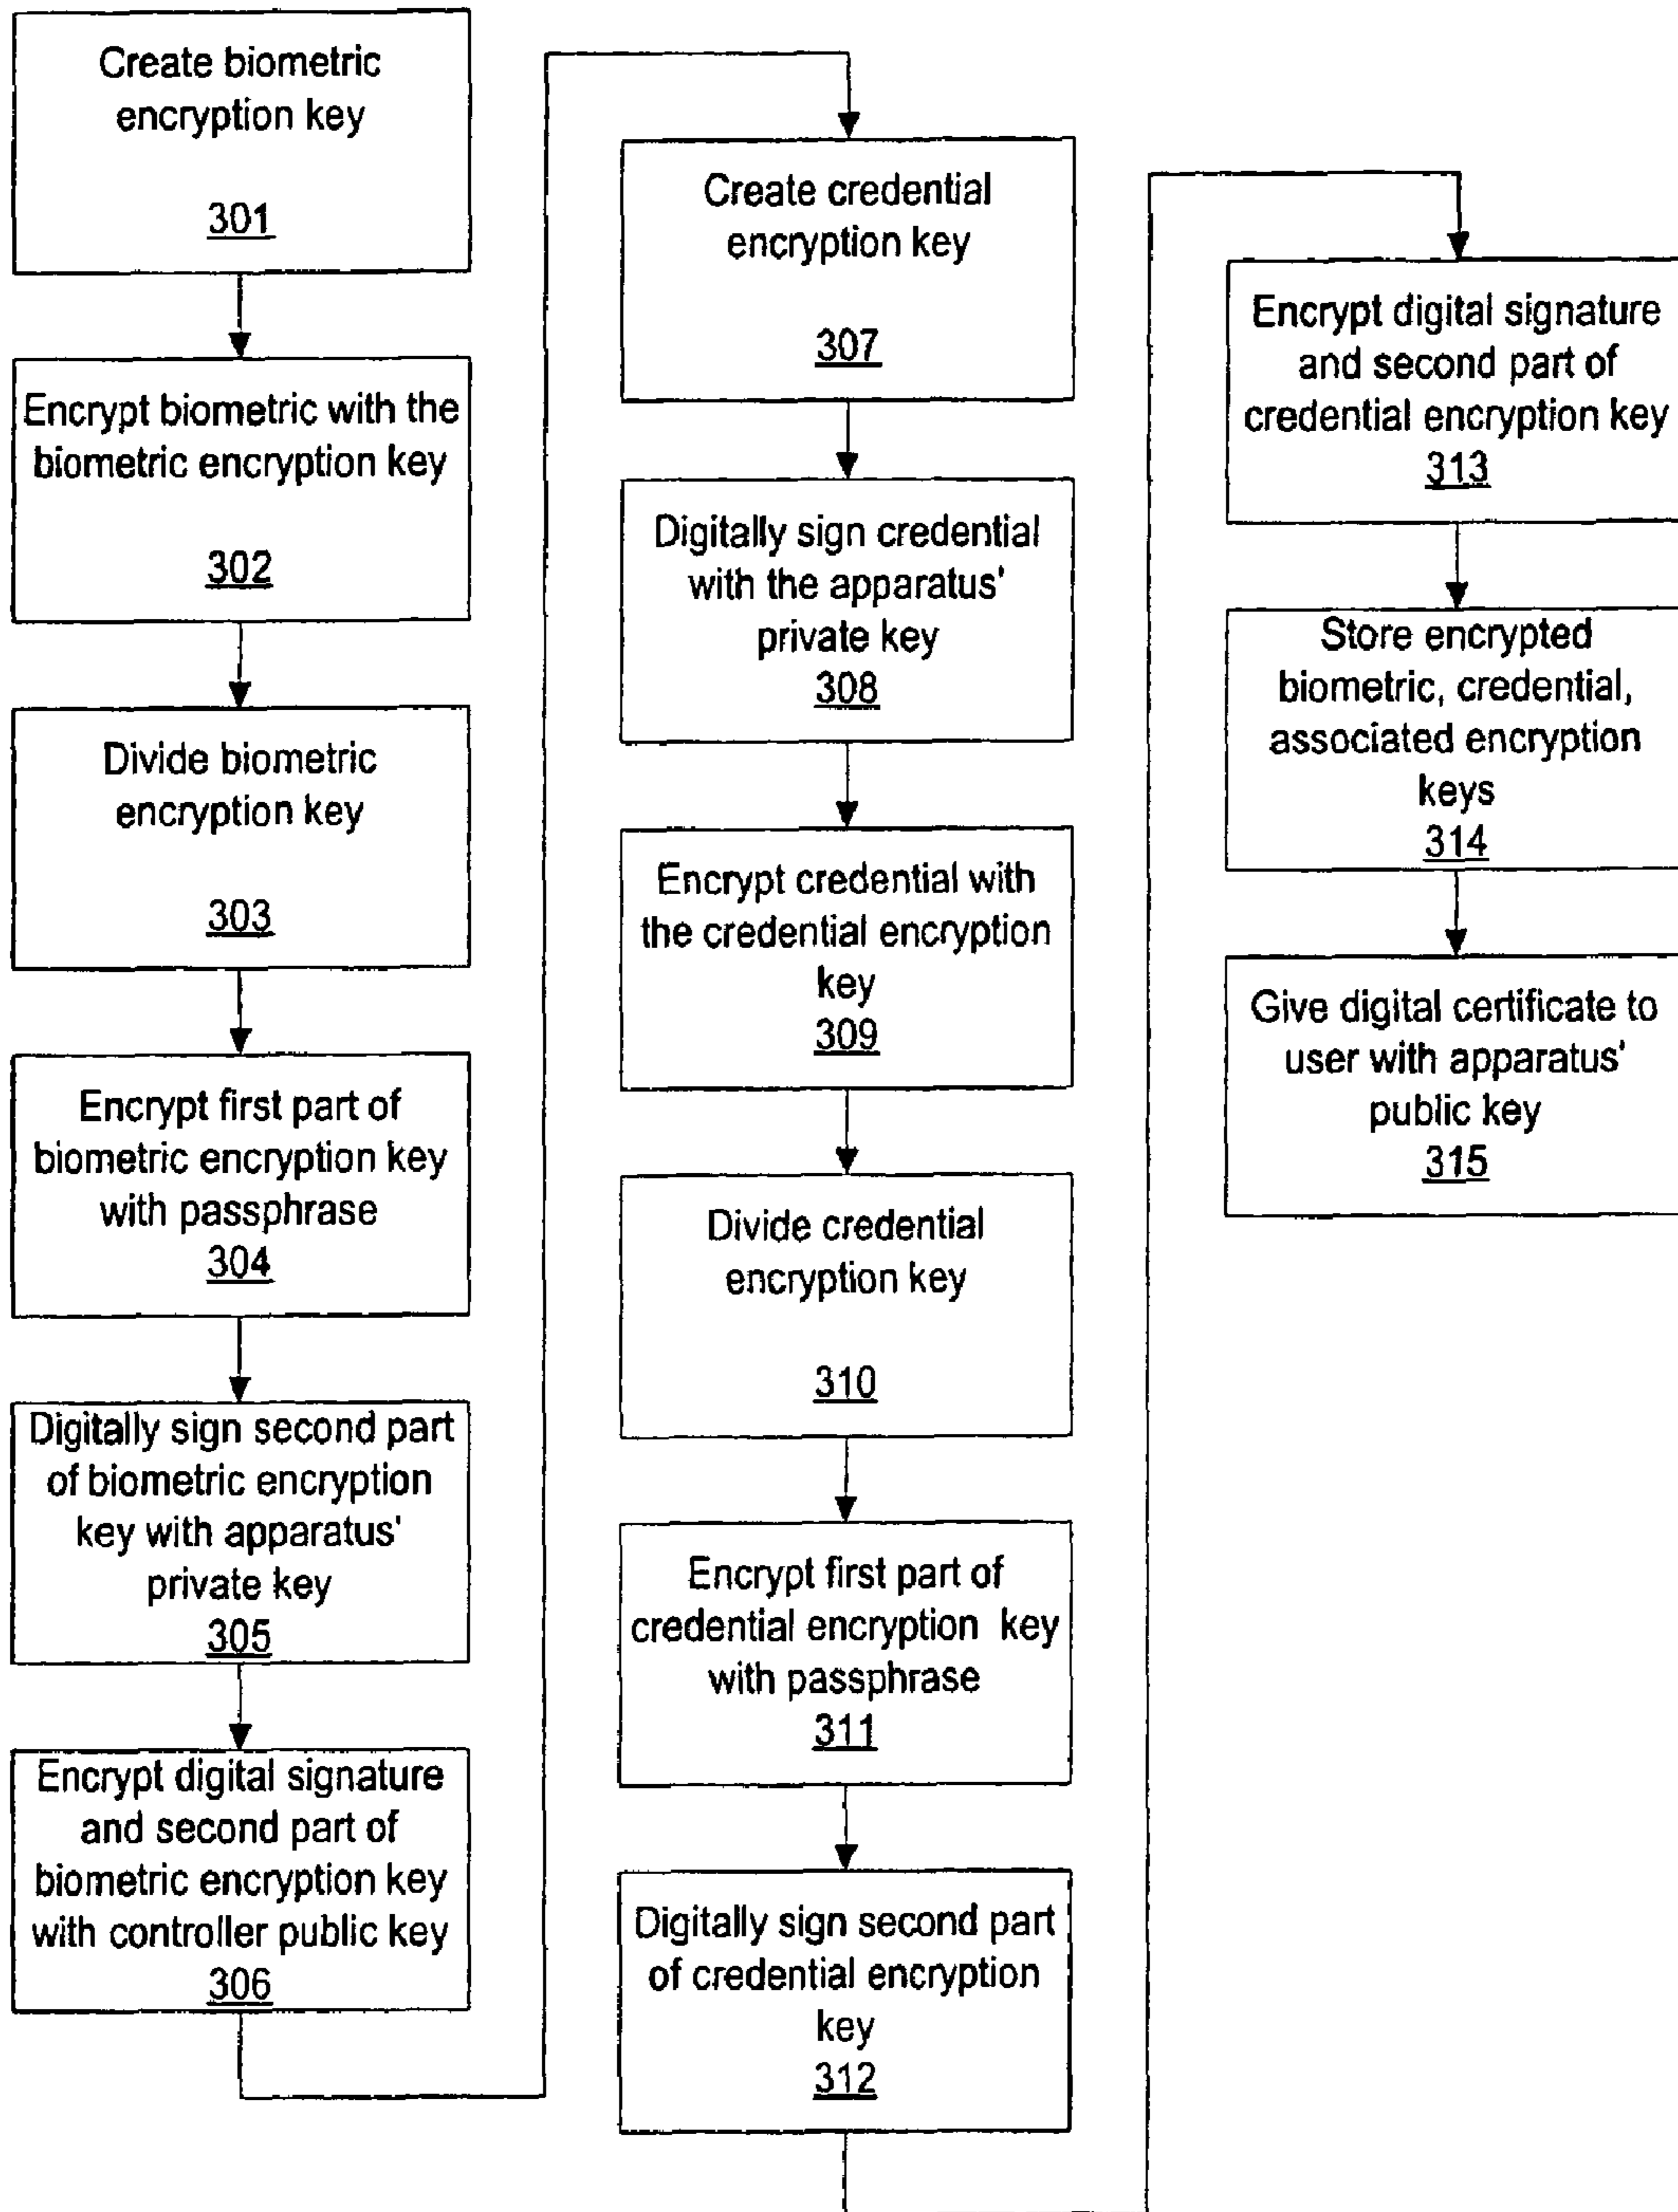 Create biometric
encryption key
301
Encrypt biometric with the
biometric encryption key
302
Divide biometric
encryption key
303
Encrypt first part of
biometric encryption key
with passphrase
304
Digitally sign second part
of biometric encryption
key with apparatus'
private key
305
Encrypt digital signature
and second part of
biometric encryption key
with controller public key
306
Create credential
encryption key
307
Digitally sign credential
with the apparatus'
private key
308
Encrypt credential with
the credential encryption
key
309
Divide credential
encryption key
310
Encrypt first part of
credential encryption key
with passphrase
311
Digitally sign second part
of credential encryption
key
312
Encrypt digital signature
and second part of
credential encryption key
313
Store encrypted
biometric, credential,
associated encryption
keys
314
Give digital certificate to
user with apparatus'
public key
315